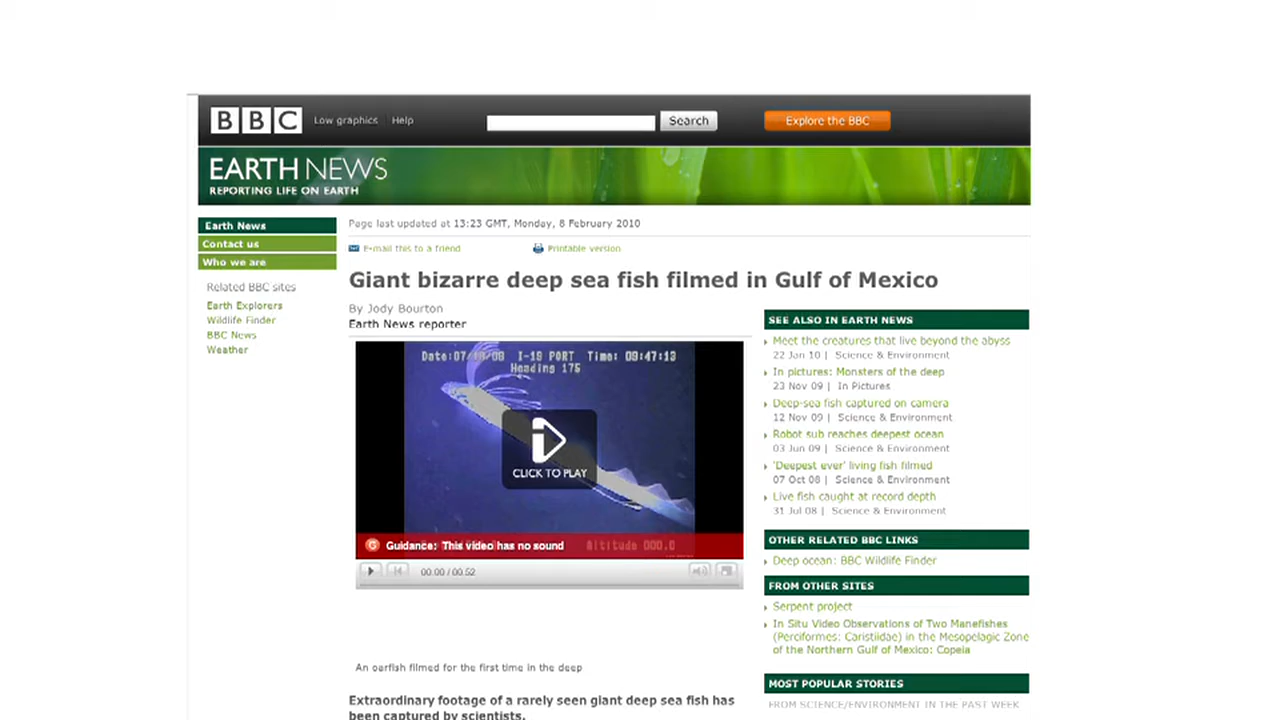 BBC Low graphics Help Search Explore the BBC
EARTH NEWS
REPORTING LIFE ON EARTH
Earth News
Contact us
Who we are
Related BBC sites
Earth Explorers
Wildlife Finder
BBC News
Weather
Page last updated at 13:23 GMT, Monday, 8 February 2010
E-mail this to a friend Printable version
Giant bizarre deep sea fish filmed in Gulf of Mexico
By Jody Bourton
Earth News reporter
I-19 PORT Time: 09:47:13
Heading 175
CLICK TO PLAY
Guidance: This video has no sound
Altitude 000.0
00.00 / 00.52
An oarfish filmed for the first time in the deep
Extraordinary footage of a rarely seen giant deep sea fish has
been captured by scientists.
SEE ALSO IN EARTH NEWS
Meet the creatures that live beyond the abyss
22 Jan 10 | Science & Environment
In pictures: Monsters of the deep
23 Nov 09 | In Pictures
Deep-sea fish captured on camera
12 Nov 09 | Science & Environment
Robot sub reaches deepest ocean
03 Jun 09 | Science & Environment
'Deepest ever' living fish filmed
07 Oct 08 | Science & Environment
Live fish caught at record depth
31 Jul 08 | Science & Environment
OTHER RELATED BBC LINKS
Deep ocean: BBC Wildlife Finder
FROM OTHER SITES
Serpent project
In Situ Video Observations of Two Manefishes
(Perciformes: Caristiidae) in the Mesopelagic Zone
of the Northern Gulf of Mexico: Copeia
MOST POPULAR STORIES
FROM SCIENCE/ENVIRONMENT IN THE PAST WEEK